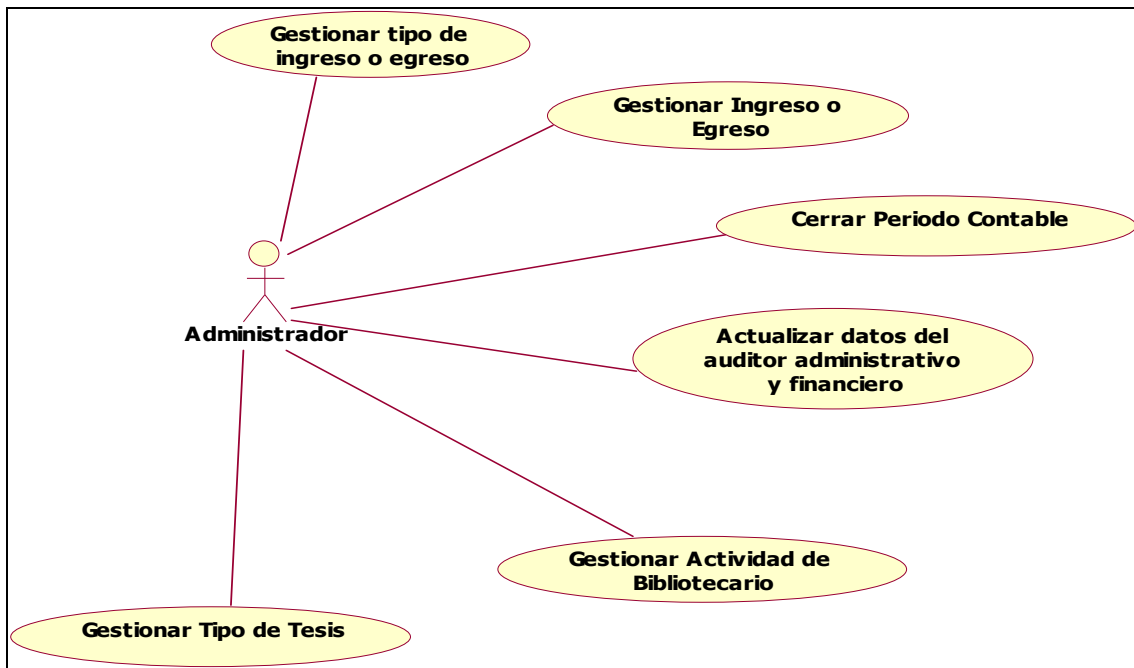 Gestionar tipo de
ingreso o egreso
Gestionar Ingreso o
Egreso
Cerrar Periodo Contable
Administrador
Actualizar datos del
auditor administrativo
y financiero
Gestionar Actividad de
Bibliotecario
Gestionar Tipo de Tesis